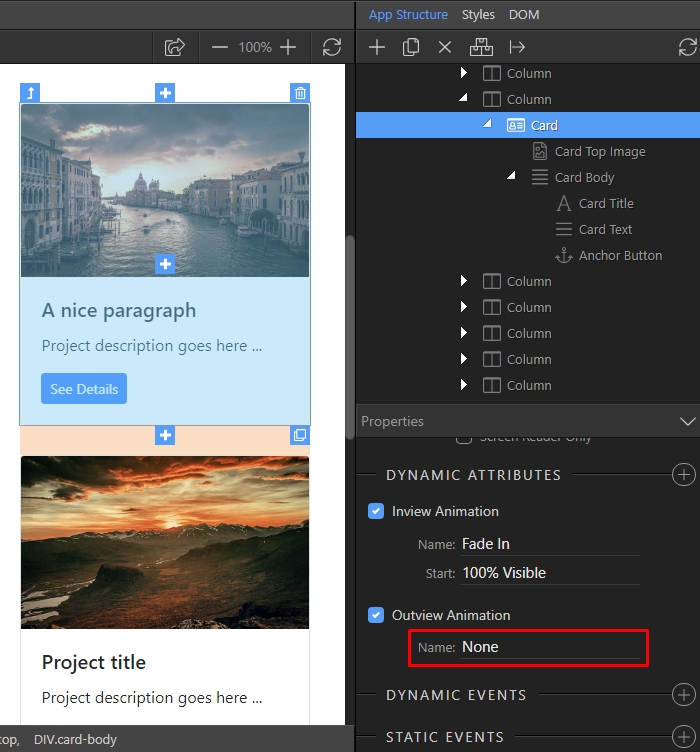 App Structure
Styles
DOM
100%
Column
Column
Card
Card Top Image
Card Body
Card Title
Card Text
Anchor Button
Column
Column
Column
Column
Column
A nice paragraph
Project description goes here ...
See Details
Project title
Project description goes here ...
Properties
Screen Reader Only
DYNAMIC ATTRIBUTES
Inview Animation
Name: Fade In
Start: 100% Visible
Outview Animation
Name: None
DYNAMIC EVENTS
STATIC EVENTS
top, DIV.card-body